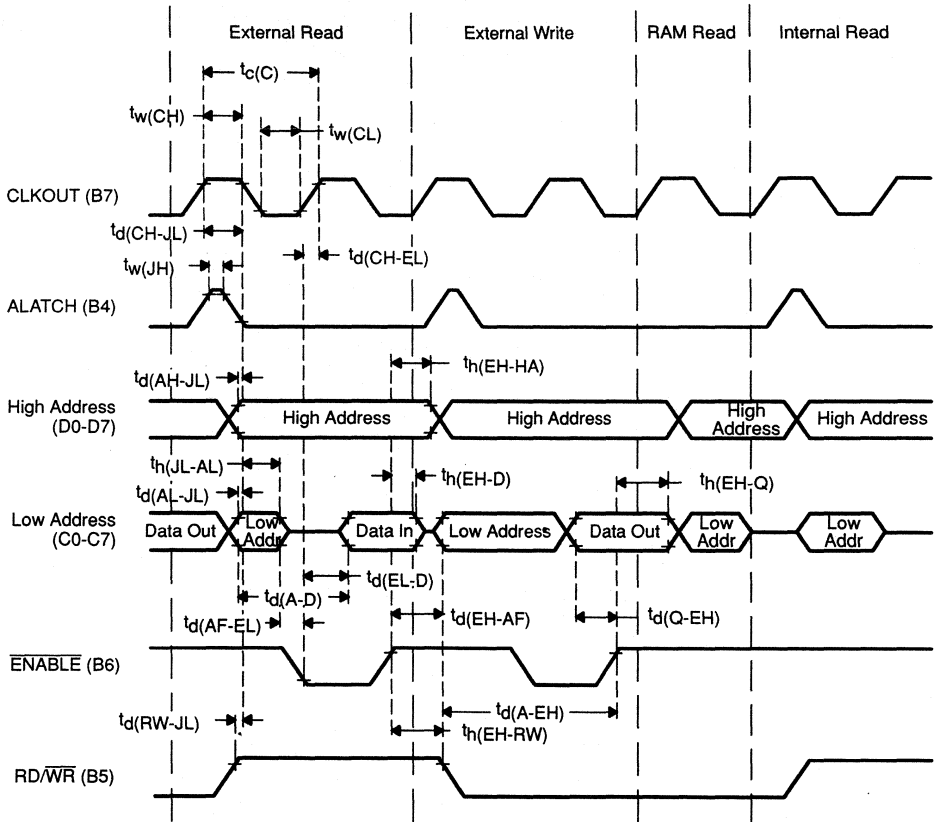 External Read External Write RAM Read Internal Read
tc(C)
tw(CH)
tw(CL)
CLKOUT (B7)
td(CH-JL)
td(CH-EL)
tw(JH)
ALATCH (B4)
th(EH-HA)
td(AH-JL)
High Address
(D0-D7)
High Address High Address High
Address High Address
th(JL-AL)
th(EH-D)
th(EH-Q)
td(AL-JL)
Low Address
(C0-C7)
Data Out Low
Addr Data In Low Address Data Out Low
Addr Low
Addr
td(EL-D)
td(A-D)
td(EH-AF)
td(Q-EH)
td(AF-EL)
ENABLE (B6)
td(A-EH)
td(RW-JL)
th(EH-RW)
RD/WR (B5)